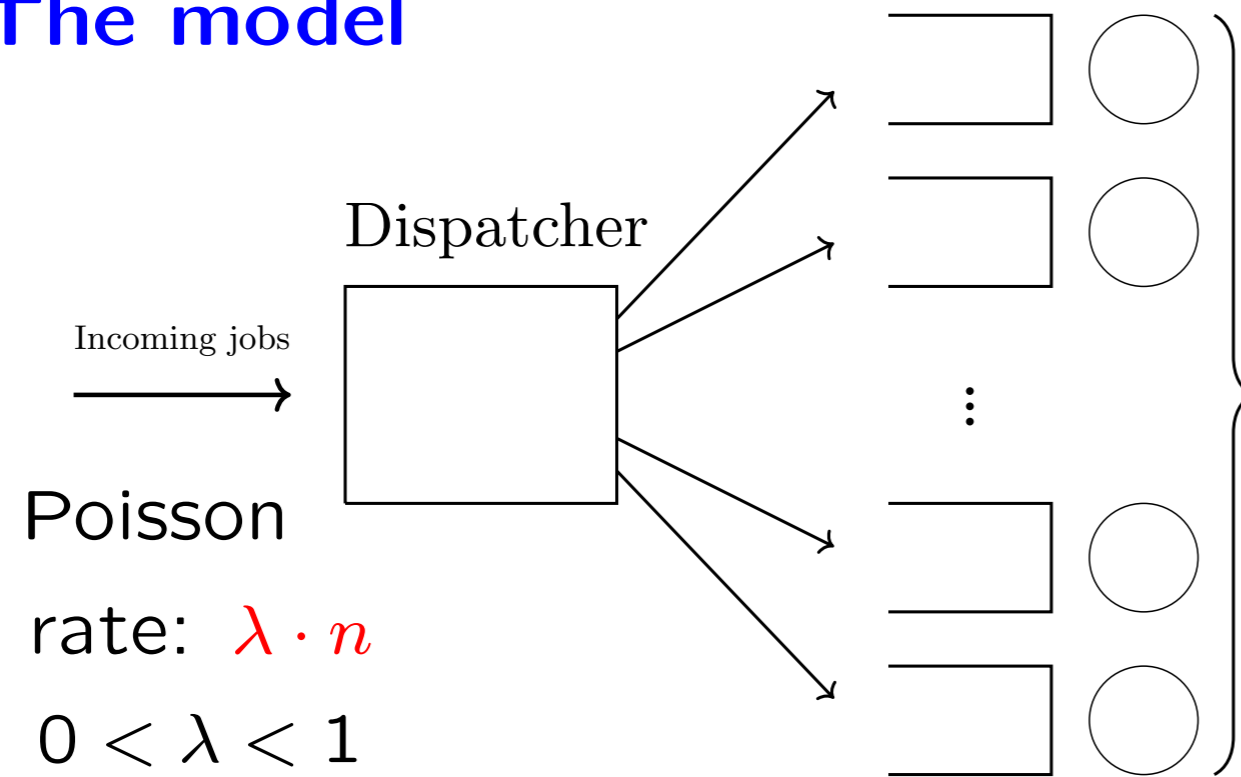 The model
Dispatcher
Incoming jobs
⋮
Poisson
rate: λ · n
0 < λ < 1